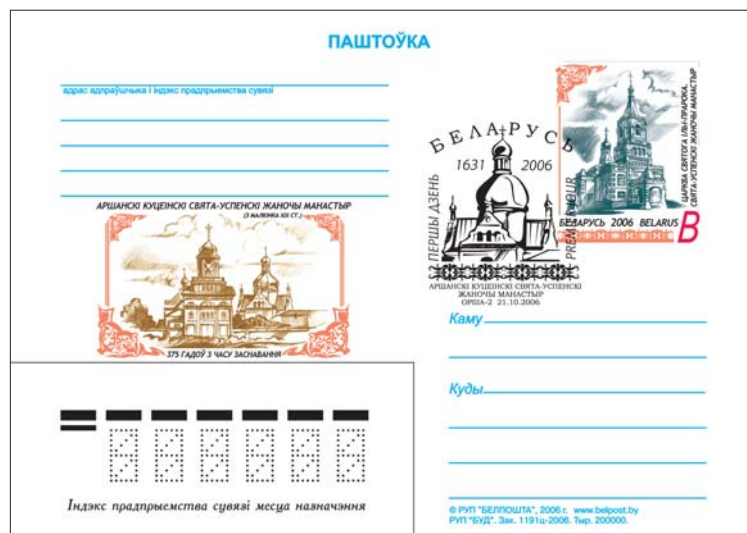 ПАШТОЎКА
адрас адпраўшчыка і індэкс прадпрыемства сувязі
АРШАНСКІ КУЦЕІНСКІ СВЯТА-УСПЕНСКІ ЖАНОЧЫ МАНАСТЫР
(З МАЛЮНКА XIX СТ.)
375 ГАДОЎ З ЧАСУ ЗАСНАВАННЯ
БЕЛАРУСЬ
1631 2006
ПЕРШЫ ДЗЕНЬ
PREMIER JOUR
АРШАНСКІ КУЦЕІНСКІ СВЯТА-УСПЕНСКІ
ЖАНОЧЫ МАНАСТЫР
ОРША-2 21.10.2006
ЦАРКВА СВЯТОГА ІЛЫ-ПРАРОКА.
СВЯТА-УСПЕНСКІ ЖАНОЧЫ МАНАСТЫР
БЕЛАРУСЬ 2006 BELARUS
B
Каму
Куды
Індэкс прадпрыемства сувязі месца назначэння
© РУП "БЕЛПОШТА", 2006 г. www.belpost.by
РУП "БУД". Зак. 1191ц-2006. Тыр. 200000.